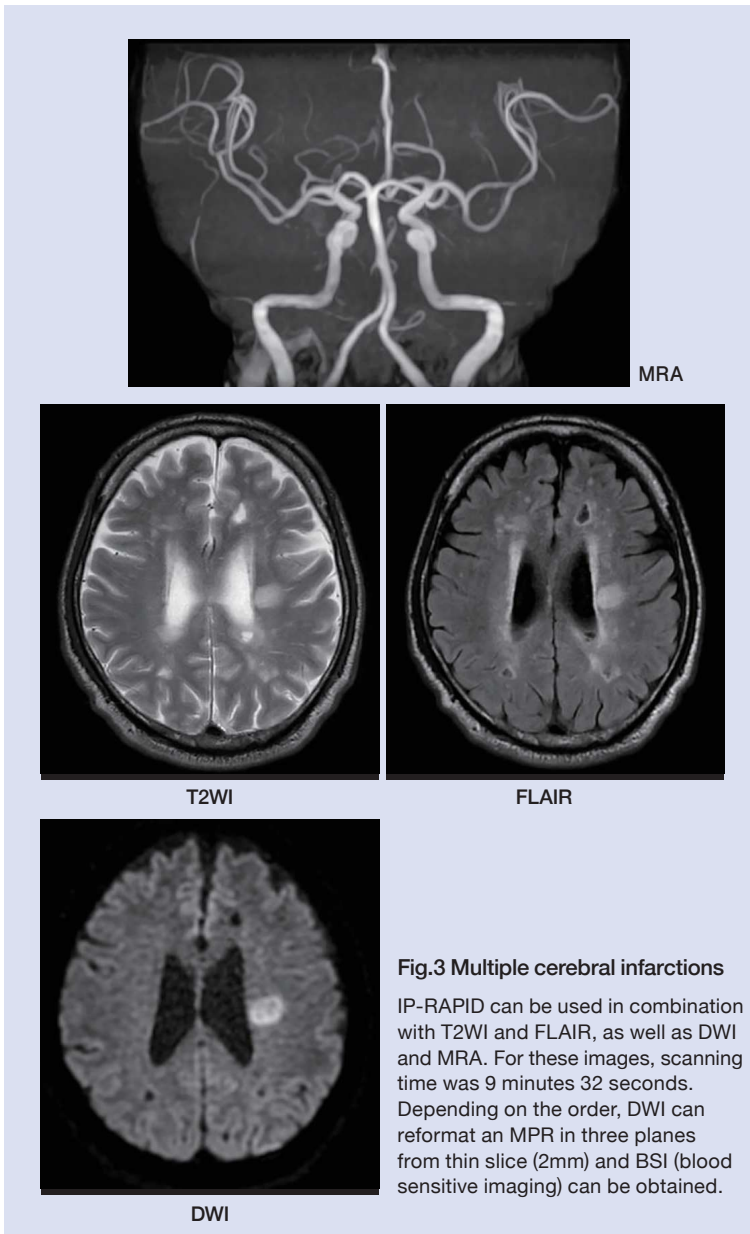 MRA
T2WI
FLAIR
Fig.3 Multiple cerebral infarctions
IP-RAPID can be used in combination
with T2WI and FLAIR, as well as DWI
and MRA. For these images, scanning
time was 9 minutes 32 seconds.
Depending on the order, DWI can
reformat an MPR in three planes
from thin slice (2mm) and BSI (blood
sensitive imaging) can be obtained.
DWI